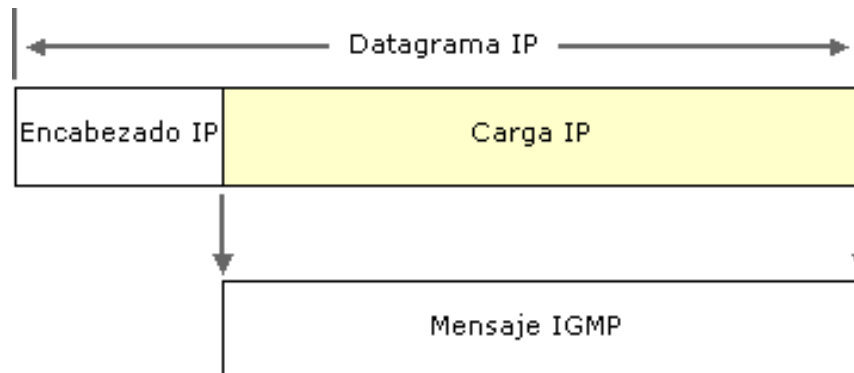 Datagrama IP
Encabezado IP
Carga IP
Mensaje IGMP